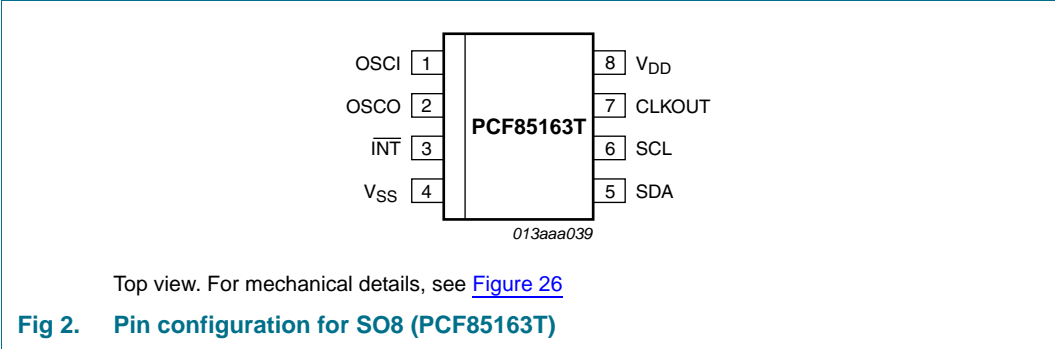 OSCI 1 8 VDD
OSCO 2 7 CLKOUT
PCF85163T
INT 3 6 SCL
VSS 4 5 SDA
013aaa039
Top view. For mechanical details, see Figure 26
Fig 2. Pin configuration for SO8 (PCF85163T)